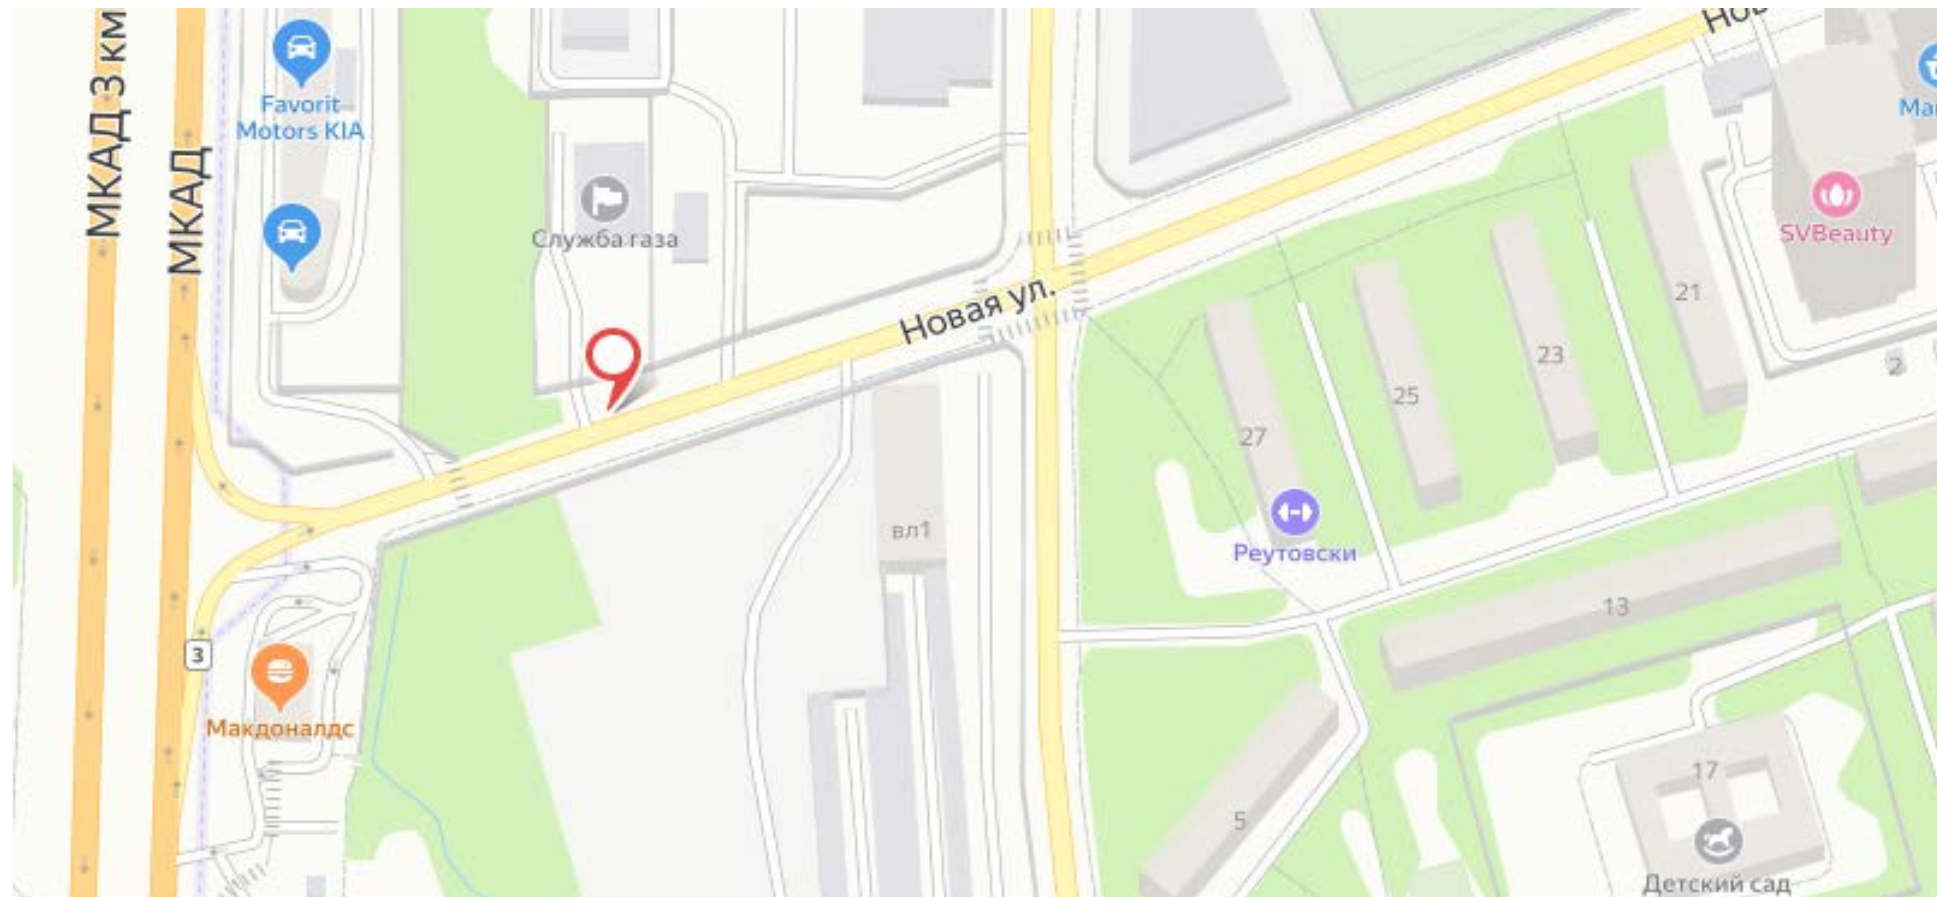 МКАД 3 км
МКАД
Favorit
Motors KIA
Служба газа
Новая ул.
SVBeauty
21
23
25
27
2
Реутовски
вл1
13
3
Макдоналдс
5
17
Детский сад